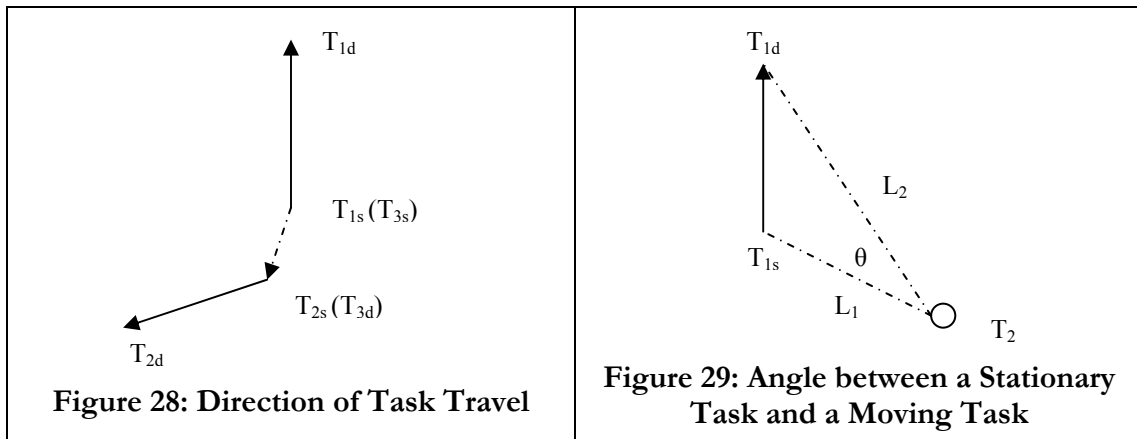 T1d
T1s (T3s)
T2s (T3d)
T2d
Figure 28: Direction of Task Travel
T1d
L2
T1s
θ
L1
T2
Figure 29: Angle between a Stationary
Task and a Moving Task